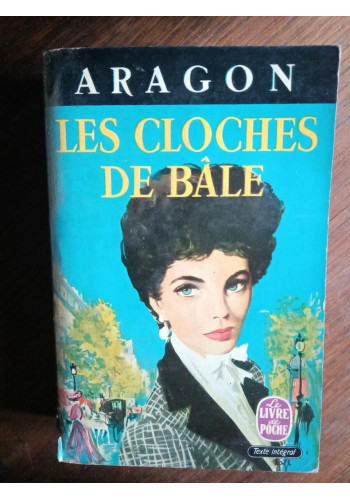 ARAGON
LES CLOCHES
DE BÂLE
Le
LIVRE
de
POCHE
Texte intégral